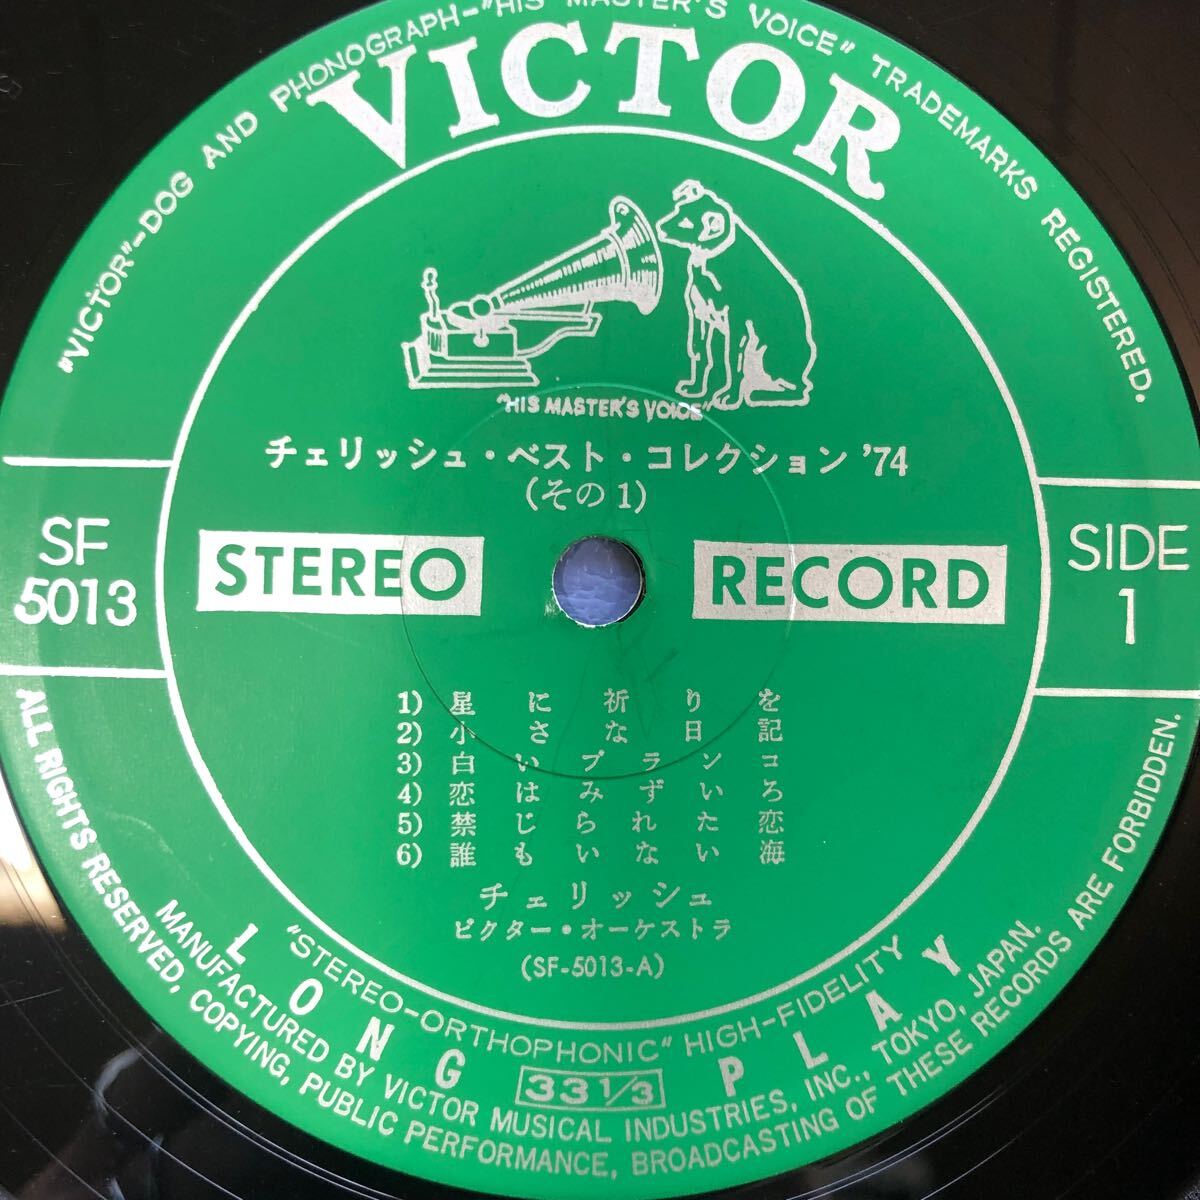 "VICTOR"-DOG AND PHONOGRAPH-"HIS MASTER'S VOICE" TRADEMARKS REGISTERED.
VICTOR
"HIS MASTER'S VOICE"
チェリッシュ・ベスト・コレクション '74
(その1)
SF
5013
STEREO RECORD
SIDE
1
1) 星に祈りを
2) 小さな日記
3) 白いブランコ
4) 恋はみずいろ
5) 禁じられた恋
6) 誰もいない海
チェリッシュ
ビクター・オーケストラ
(SF-5013-A)
"STEREO-ORTHOPHONIC" HIGH-FIDELITY
LONG 33 1/3 PLAY
MANUFACTURED BY VICTOR MUSICAL INDUSTRIES, INC., TOKYO, JAPAN.
ALL RIGHTS RESERVED, COPYING, PUBLIC PERFORMANCE, BROADCASTING OF THESE RECORDS ARE FORBIDDEN.